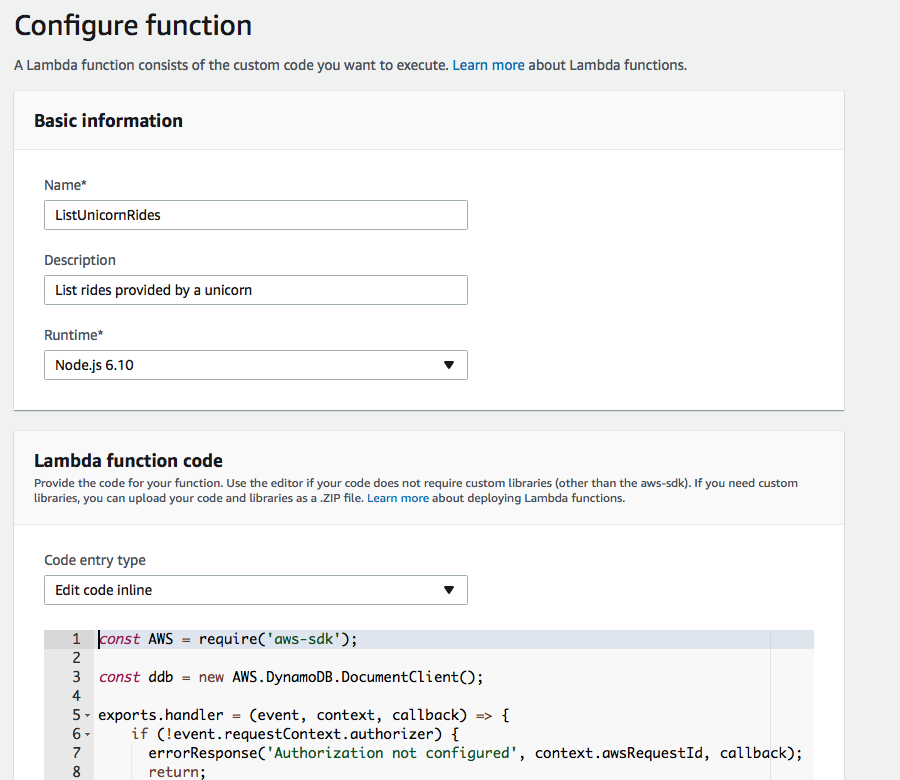 Configure function
A Lambda function consists of the custom code you want to execute. Learn more about Lambda functions.
Basic information
Name*
ListUnicornRides
Description
List rides provided by a unicorn
Runtime*
Node.js 6.10
Lambda function code
Provide the code for your function. Use the editor if your code does not require custom libraries (other than the aws-sdk). If you need custom
libraries, you can upload your code and libraries as a .ZIP file. Learn more about deploying Lambda functions.
Code entry type
Edit code inline
1 const AWS = require('aws-sdk');
2
3 const ddb = new AWS.DynamoDB.DocumentClient();
4
5 exports.handler = (event, context, callback) => {
6     if (!event.requestContext.authorizer) {
7       errorResponse('Authorization not configured', context.awsRequestId, callback);
8       return;